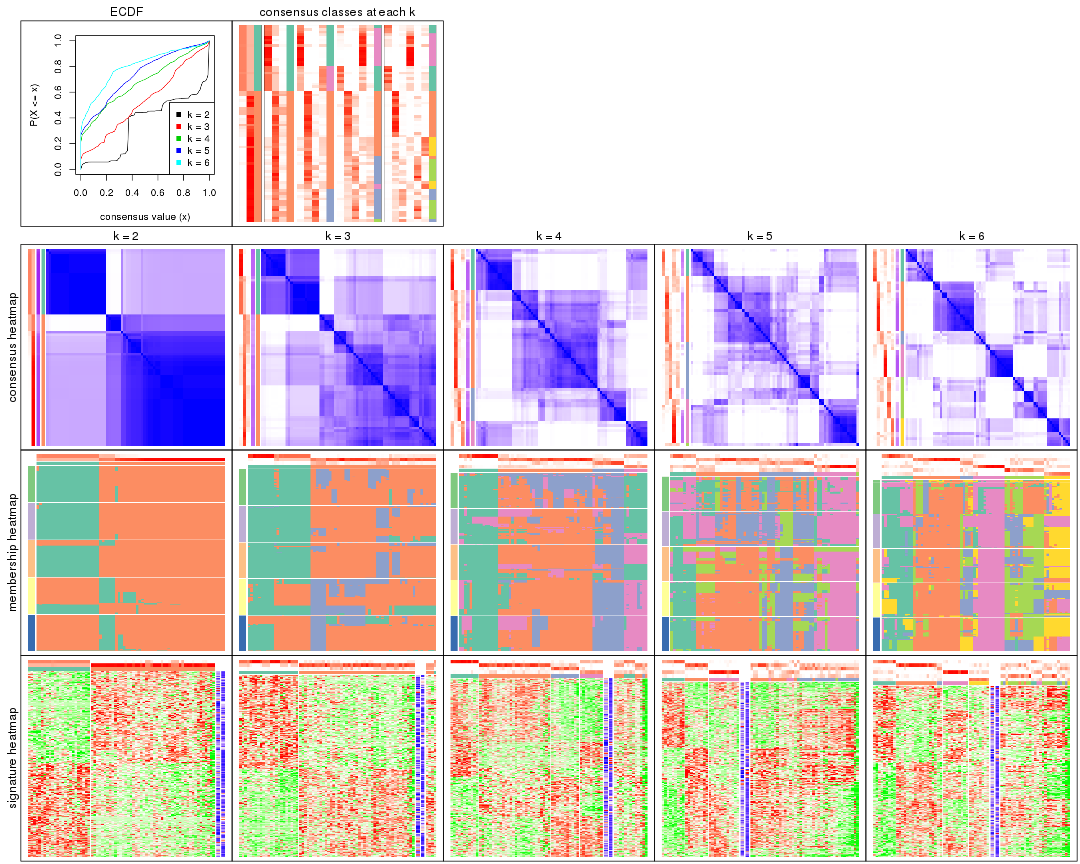 ECDF
consensus classes at each k
P(X <= x)
0.0
0.2
0.4
0.6
0.8
1.0
k = 2
k = 3
k = 4
k = 5
k = 6
0.0 0.2 0.4 0.6 0.8 1.0
consensus value (x)
k = 2
k = 3
k = 4
k = 5
k = 6
consensus heatmap
membership heatmap
signature heatmap